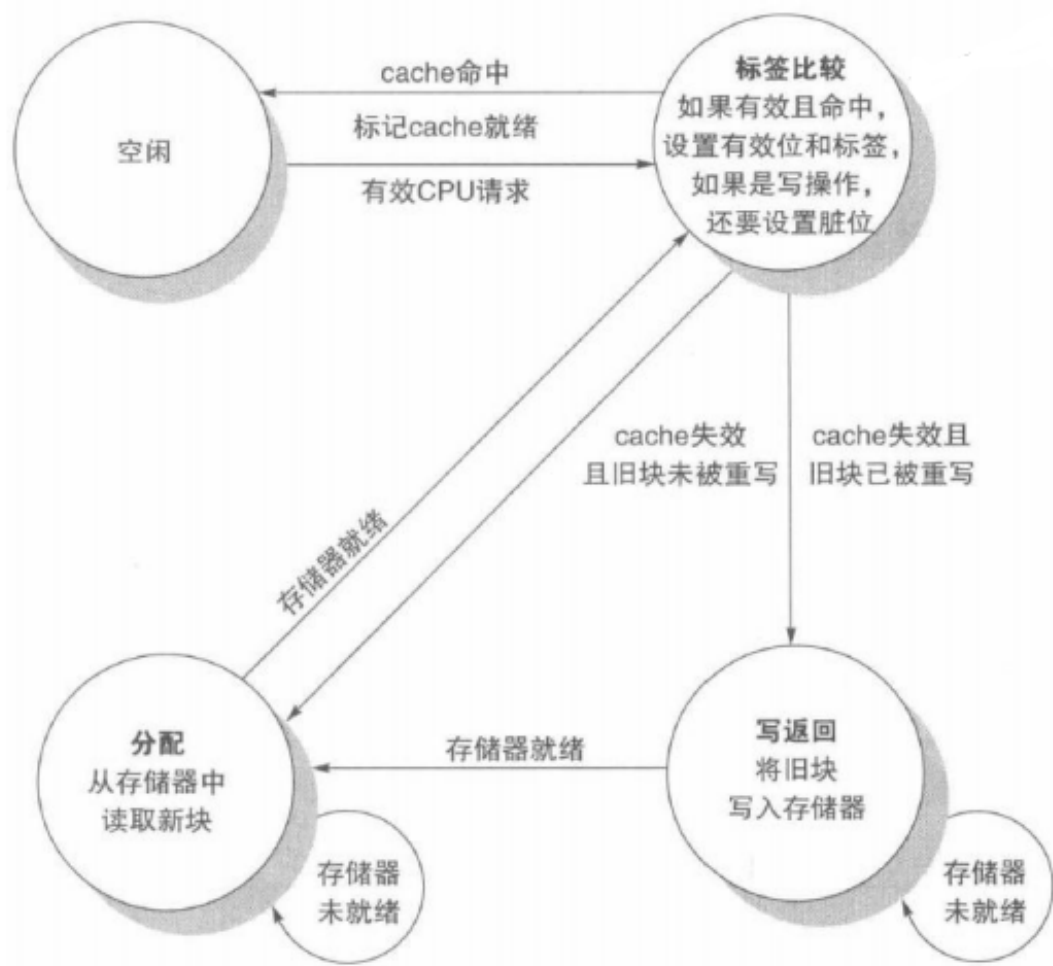 空闲
cache命中
标记cache就绪
有效CPU请求
标签比较
如果有效且命中，
设置有效位和标签，
如果是写操作，
还要设置脏位
cache失效
且旧块未被重写
cache失效且
旧块已被重写
存储器就绪
分配
从存储器中
读取新块
存储器
未就绪
存储器就绪
写返回
将旧块
写入存储器
存储器
未就绪